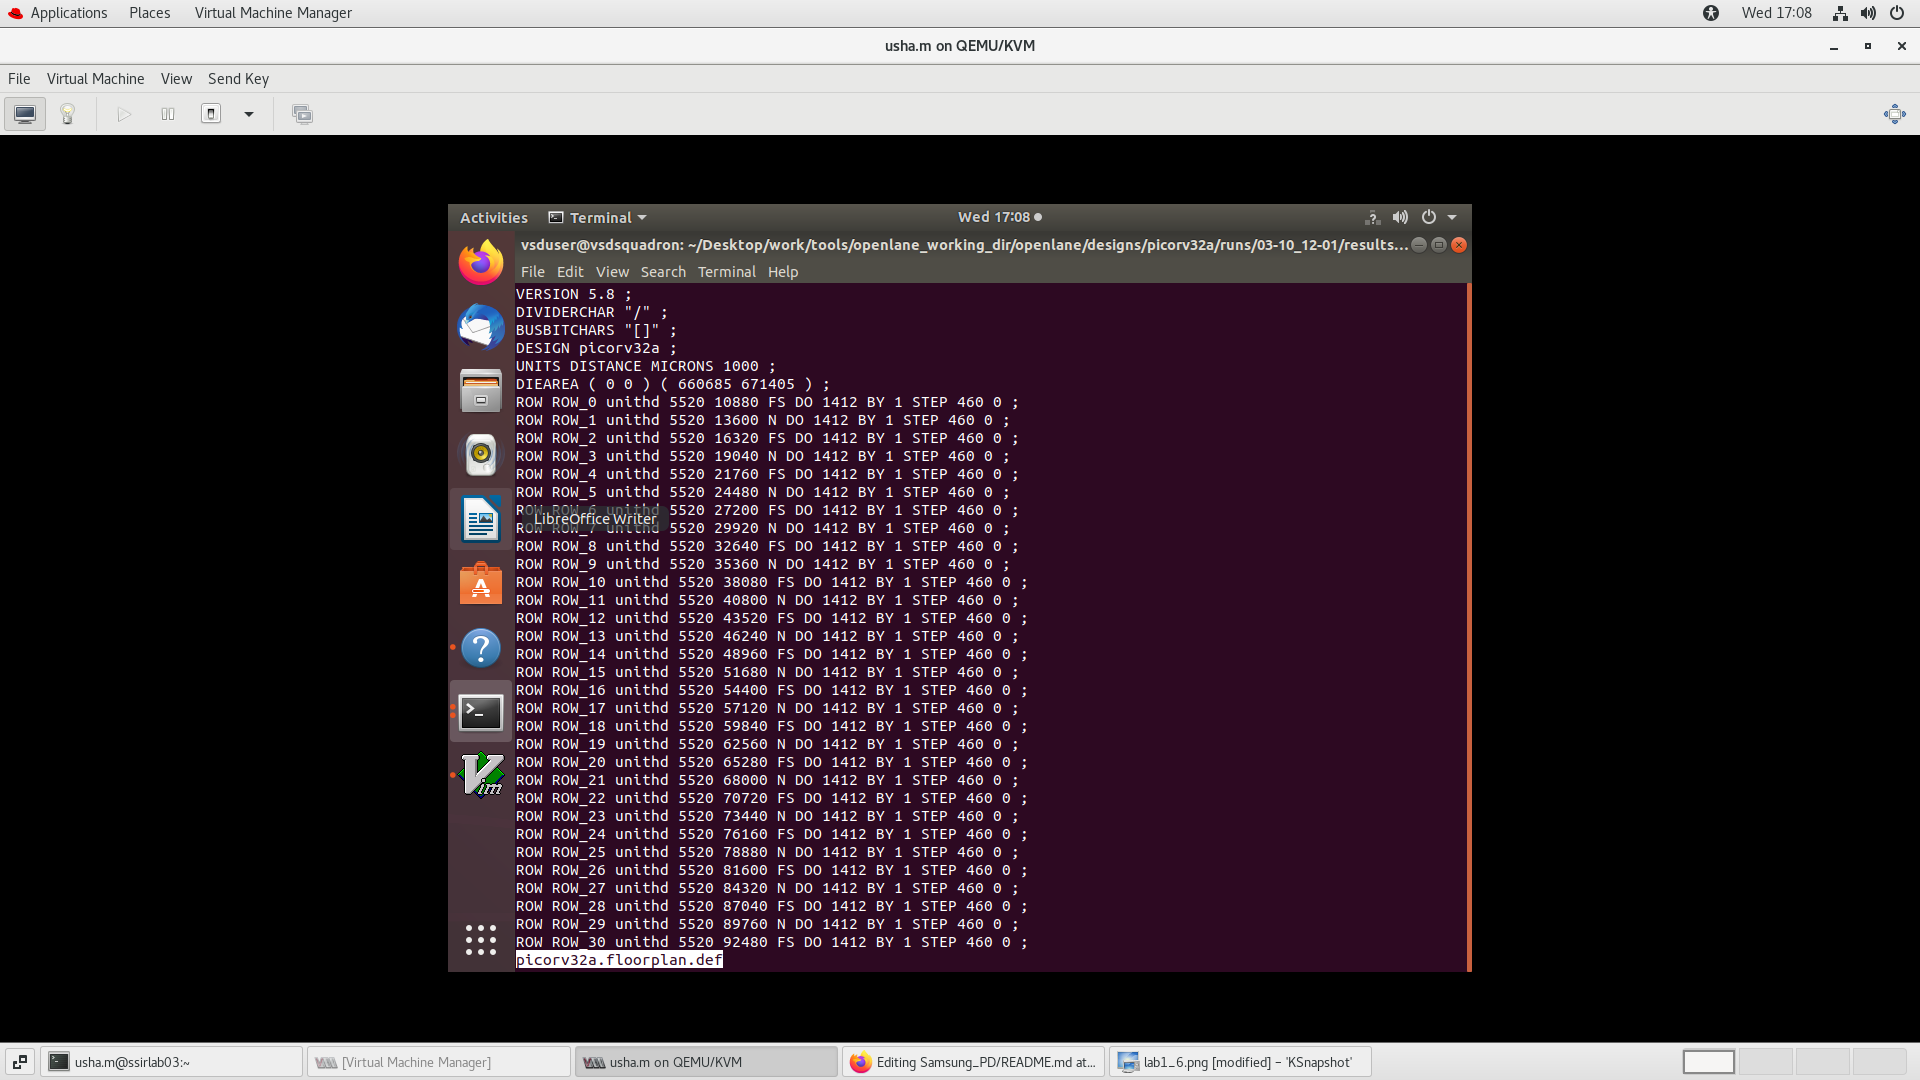 Applications Places Virtual Machine Manager Wed 17:08
usha.m on QEMU/KVM
File Virtual Machine View Send Key
Activities Terminal Wed 17:08
vsduser@vsdsquadron: ~/Desktop/work/tools/openlane_working_dir/openlane/designs/picorv32a/runs/03-10_12-01/results...
File Edit View Search Terminal Help
VERSION 5.8 ;
DIVIDERCHAR "/" ;
BUSBITCHARS "[]" ;
DESIGN picorv32a ;
UNITS DISTANCE MICRONS 1000 ;
DIEAREA ( 0 0 ) ( 660685 671405 ) ;
ROW ROW_0 unithd 5520 10880 FS DO 1412 BY 1 STEP 460 0 ;
ROW ROW_1 unithd 5520 13600 N DO 1412 BY 1 STEP 460 0 ;
ROW ROW_2 unithd 5520 16320 FS DO 1412 BY 1 STEP 460 0 ;
ROW ROW_3 unithd 5520 19040 N DO 1412 BY 1 STEP 460 0 ;
ROW ROW_4 unithd 5520 21760 FS DO 1412 BY 1 STEP 460 0 ;
ROW ROW_5 unithd 5520 24480 N DO 1412 BY 1 STEP 460 0 ;
ROW ROW_6 unithd 5520 27200 FS DO 1412 BY 1 STEP 460 0 ;
LibreOffice Writer
ROW ROW_7 unithd 5520 29920 N DO 1412 BY 1 STEP 460 0 ;
ROW ROW_8 unithd 5520 32640 FS DO 1412 BY 1 STEP 460 0 ;
ROW ROW_9 unithd 5520 35360 N DO 1412 BY 1 STEP 460 0 ;
ROW ROW_10 unithd 5520 38080 FS DO 1412 BY 1 STEP 460 0 ;
ROW ROW_11 unithd 5520 40800 N DO 1412 BY 1 STEP 460 0 ;
ROW ROW_12 unithd 5520 43520 FS DO 1412 BY 1 STEP 460 0 ;
ROW ROW_13 unithd 5520 46240 N DO 1412 BY 1 STEP 460 0 ;
ROW ROW_14 unithd 5520 48960 FS DO 1412 BY 1 STEP 460 0 ;
ROW ROW_15 unithd 5520 51680 N DO 1412 BY 1 STEP 460 0 ;
ROW ROW_16 unithd 5520 54400 FS DO 1412 BY 1 STEP 460 0 ;
ROW ROW_17 unithd 5520 57120 N DO 1412 BY 1 STEP 460 0 ;
ROW ROW_18 unithd 5520 59840 FS DO 1412 BY 1 STEP 460 0 ;
ROW ROW_19 unithd 5520 62560 N DO 1412 BY 1 STEP 460 0 ;
ROW ROW_20 unithd 5520 65280 FS DO 1412 BY 1 STEP 460 0 ;
ROW ROW_21 unithd 5520 68000 N DO 1412 BY 1 STEP 460 0 ;
ROW ROW_22 unithd 5520 70720 FS DO 1412 BY 1 STEP 460 0 ;
ROW ROW_23 unithd 5520 73440 N DO 1412 BY 1 STEP 460 0 ;
ROW ROW_24 unithd 5520 76160 FS DO 1412 BY 1 STEP 460 0 ;
ROW ROW_25 unithd 5520 78880 N DO 1412 BY 1 STEP 460 0 ;
ROW ROW_26 unithd 5520 81600 FS DO 1412 BY 1 STEP 460 0 ;
ROW ROW_27 unithd 5520 84320 N DO 1412 BY 1 STEP 460 0 ;
ROW ROW_28 unithd 5520 87040 FS DO 1412 BY 1 STEP 460 0 ;
ROW ROW_29 unithd 5520 89760 N DO 1412 BY 1 STEP 460 0 ;
ROW ROW_30 unithd 5520 92480 FS DO 1412 BY 1 STEP 460 0 ;
picorv32a.floorplan.def
usha.m@ssirlab03:~ [Virtual Machine Manager] usha.m on QEMU/KVM Editing Samsung_PD/README.md at... lab1_6.png [modified] – 'KSnapshot'